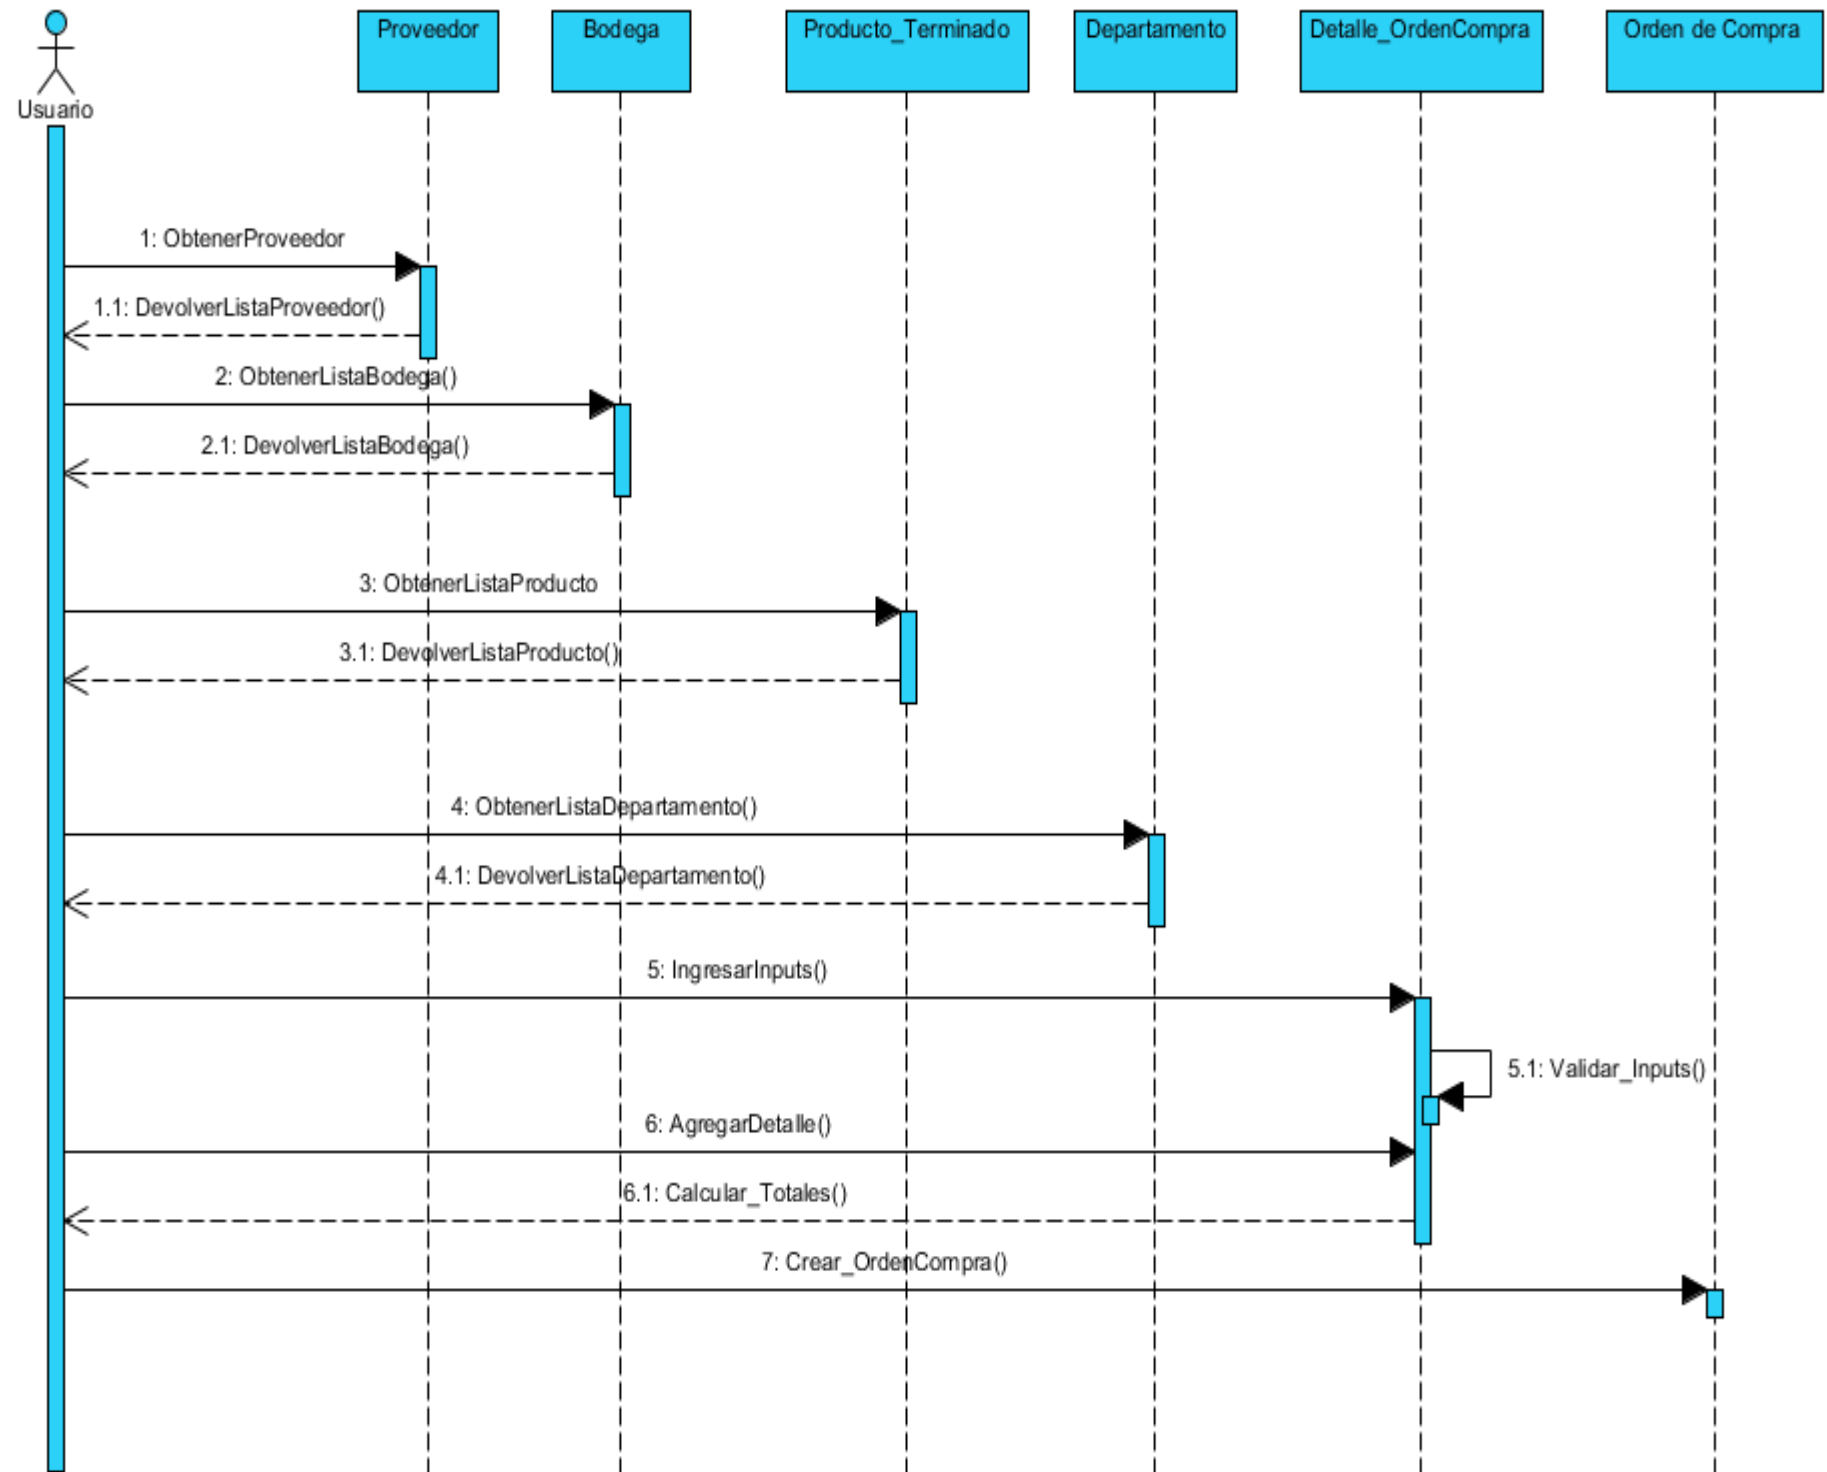 Usuario
Proveedor
Bodega
Producto_Terminado
Departamento
Detalle_OrdenCompra
Orden de Compra
1: ObtenerProveedor
1.1: DevolverListaProveedor()
2: ObtenerListaBodega()
2.1: DevolverListaBodega()
3: ObtenerListaProducto
3.1: DevolverListaProducto()
4: ObtenerListaDepartamento()
4.1: DevolverListaDepartamento()
5: IngresarInputs()
5.1: Validar_Inputs()
6: AgregarDetalle()
6.1: Calcular_Totales()
7: Crear_OrdenCompra()